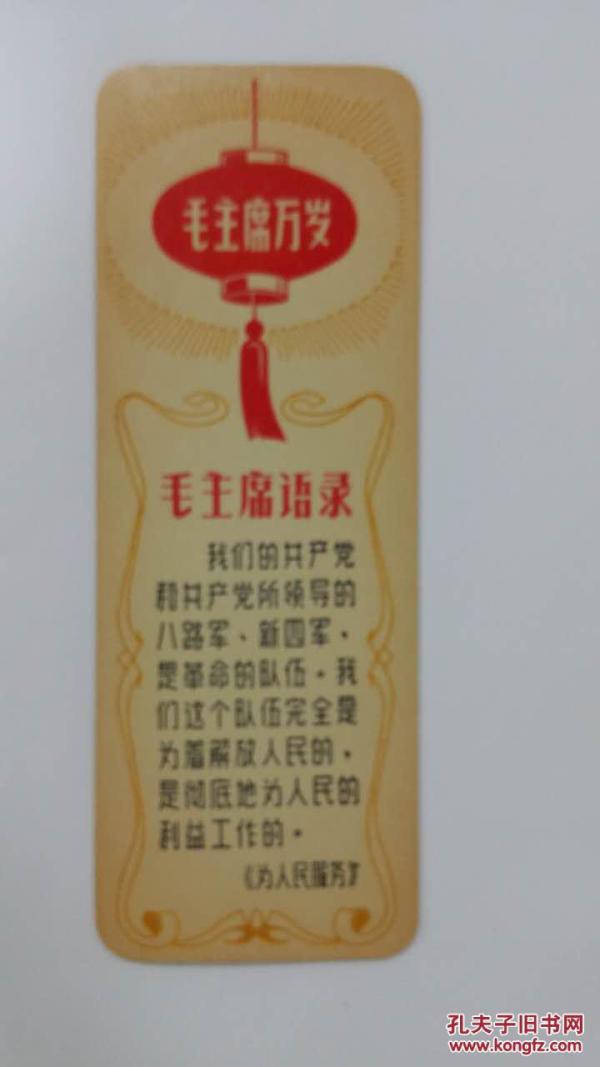 毛主席万岁
毛主席语录
我们的共产党
和共产党所领导的
八路军、新四军，
是革命的队伍。我
们这个队伍完全是
为着解放人民的，
是彻底地为人民的
利益工作的。
《为人民服务》
孔夫子旧书网
www.kongfz.com